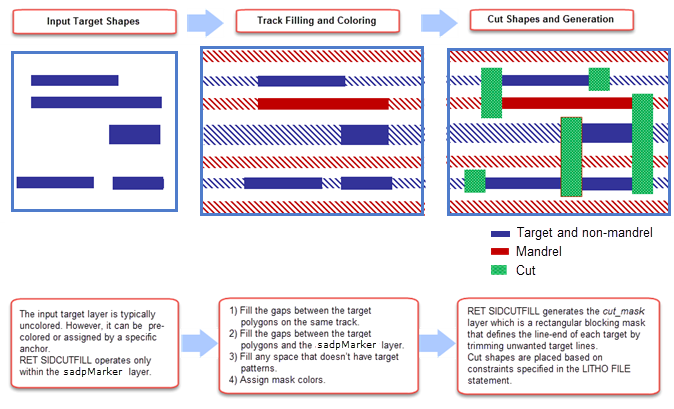 Input Target Shapes
Track Filling and Coloring
Cut Shapes and Generation
Target and non-mandrel
Mandrel
Cut
The input target layer is typically
uncolored. However, it can be pre-
colored or assigned by a specific
anchor.
RET SIDCUTFILL operates only
within the sadpMarker layer.
1) Fill the gaps between the target
polygons on the same track.
2) Fill the gaps between the target
polygons and the .sadpMarker layer.
3) Fill any space that doesn't have target
patterns.
4) Assign mask colors.
RET SIDCUTFILL generates the cut_mask
layer which is a rectangular blocking mask
that defines the line-end of each target by
trimming unwanted target lines.
Cut shapes are placed based on
constraints specified in the LITHO FILE
statement.